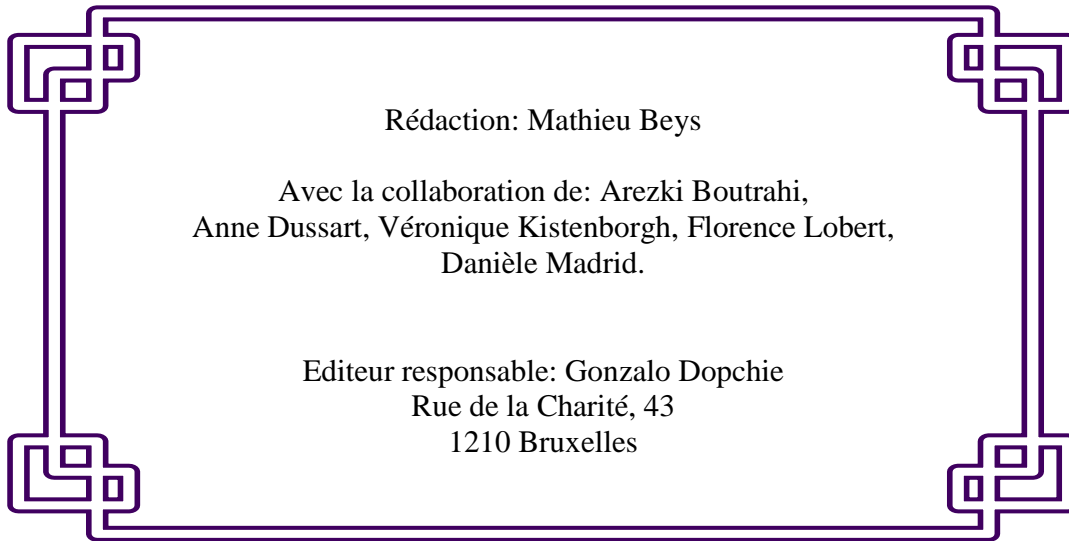 Rédaction: Mathieu Beys
Avec la collaboration de: Arezki Boutrahi,
Anne Dussart, Véronique Kistenborgh, Florence Lobert,
Danièle Madrid.
Editeur responsable: Gonzalo Dopchie
Rue de la Charité, 43
1210 Bruxelles